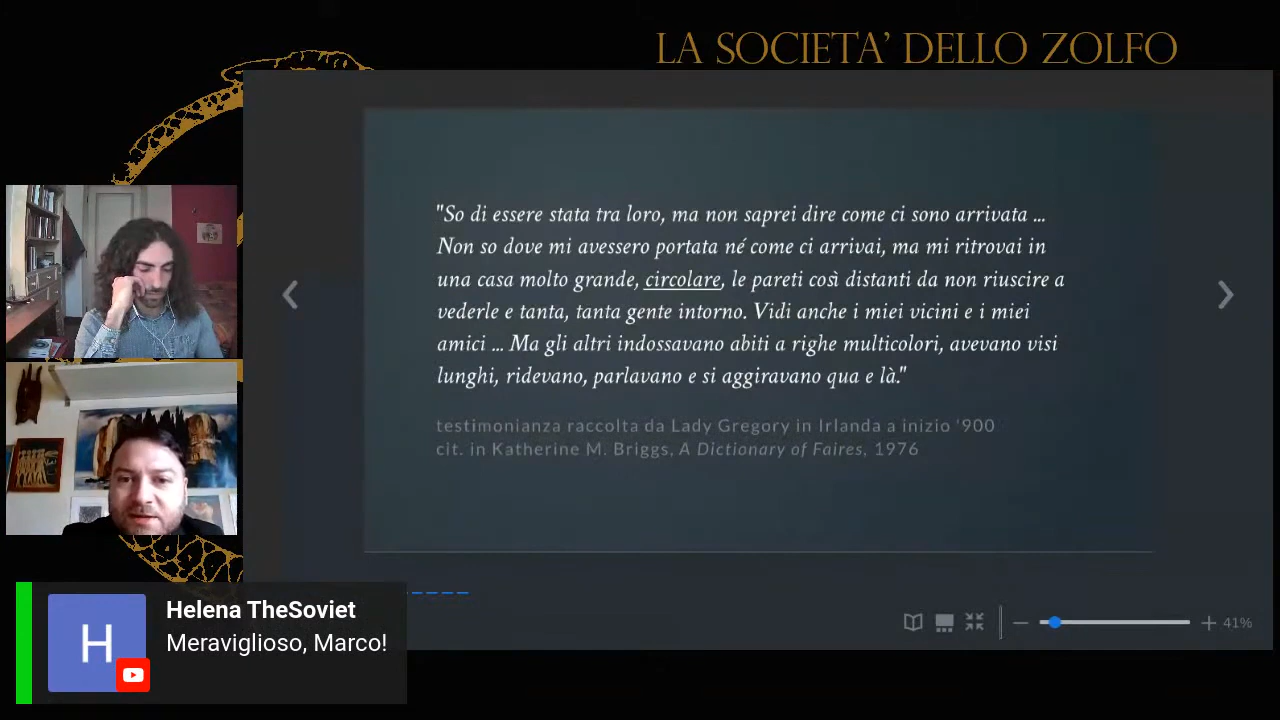 LA SOCIETA' DELLO ZOLFO
"So di essere stata tra loro, ma non saprei dire come ci sono arrivata ...
Non so dove mi avessero portata né come ci arrivai, ma mi ritrovai in
una casa molto grande, circolare, le pareti così distanti da non riuscire a
vederle e tanta, tanta gente intorno. Vidi anche i miei vicini e i miei
amici ... Ma gli altri indossavano abiti a righe multicolori, avevano visi
lunghi, ridevano, parlavano e si aggiravano qua e là."
testimonianza raccolta da Lady Gregory in Irlanda a inizio '900
cit. in Katherine M. Briggs, A Dictionary of Faires, 1976
41%
H
Helena TheSoviet
Meraviglioso, Marco!